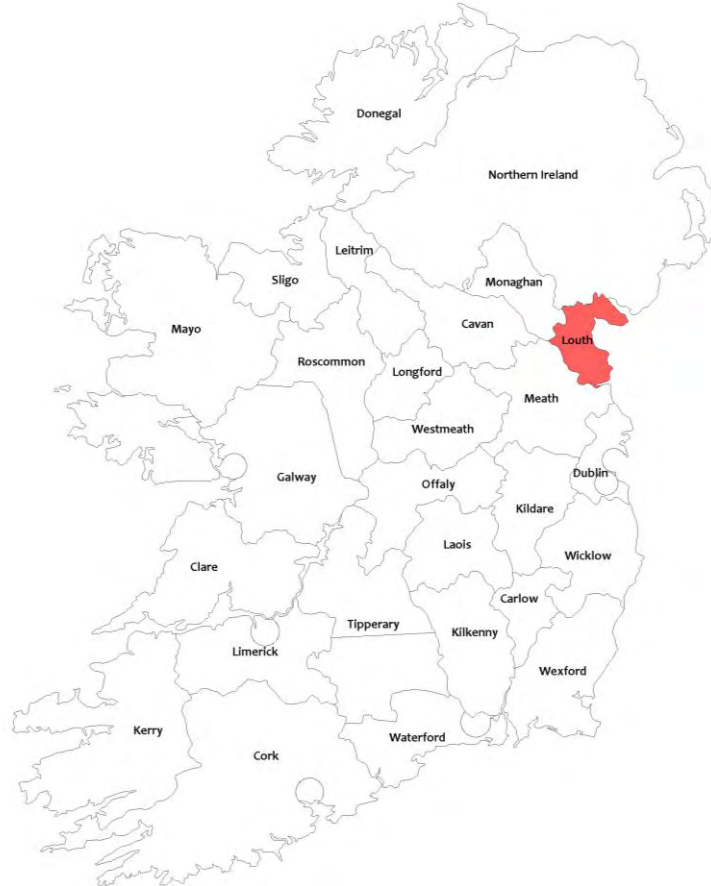 Donegal
Northern Ireland
Leitrim
Sligo
Monaghan
Cavan
Mayo
Louth
Roscommon
Longford
Meath
Westmeath
Dublin
Galway
Offaly
Kildare
Laois
Wicklow
Clare
Carlow
Tipperary
Kilkenny
Limerick
Wexford
Kerry
Waterford
Cork